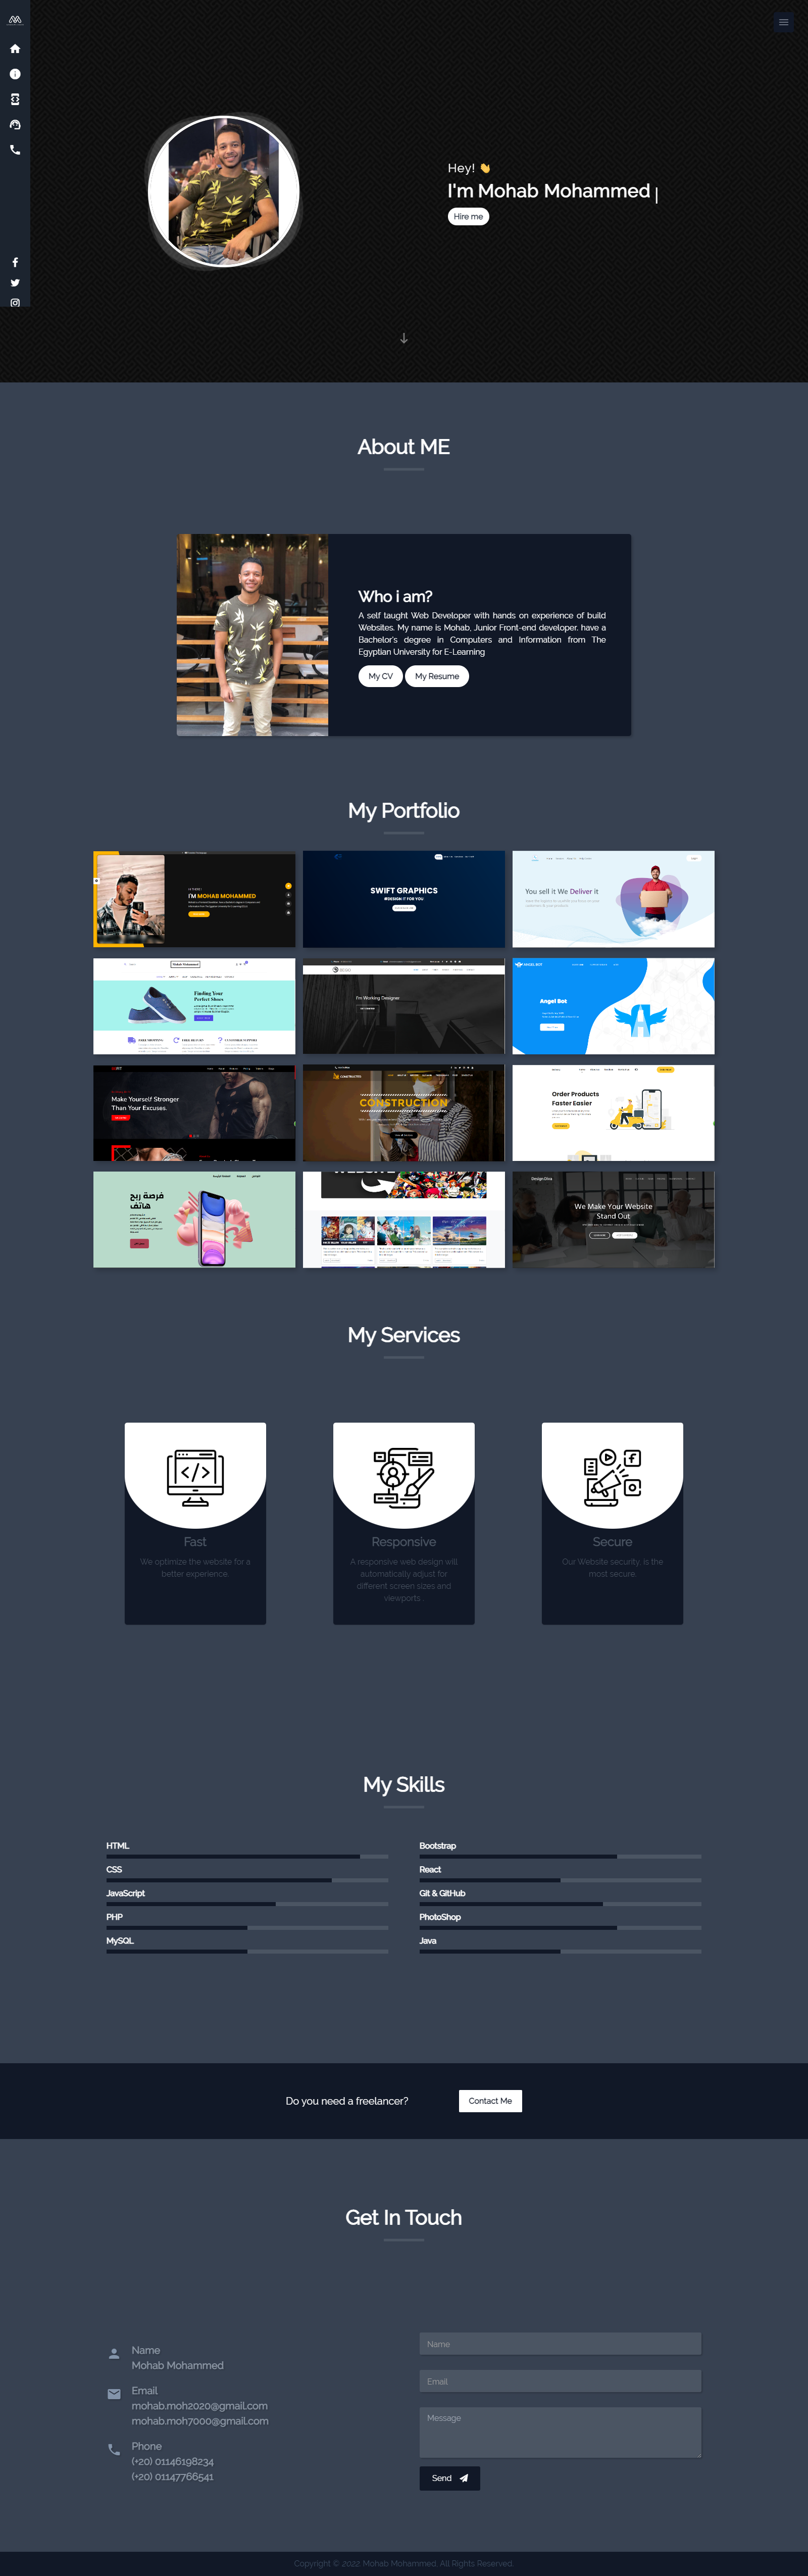 Hey! 👋
I'm Mohab Mohammed |
Hire me
About ME
Who i am?
A self taught Web Developer with hands on experience of build
Websites. My name is Mohab, Junior Front-end developer. have a
Bachelor's degree in Computers and Information from The
Egyptian University for E-Learning
My CV
My Resume
My Portfolio
I'M MOHAB MOHAMMED
SWIFT GRAPHICS
#DESIGN IT FOR YOU
You sell it We Deliver it
Finding Your
Perfect Shoes
FREE SHIPPING
I'm Working Designer
Angel Bot
Make Yourself Stronger
Than Your Excuses.
CONSTRUCTION
Order Products
Faster Easier
فرصة ربح
هاتف
WEBSITE
We Make Your Website
Stand Out
My Services
Fast
We optimize the website for a
better experience.
Responsive
A responsive web design will
automatically adjust for
different screen sizes and
viewports .
Secure
Our Website security, is the
most secure.
My Skills
HTML
CSS
JavaScript
PHP
MySQL
Bootstrap
React
Git & GitHub
PhotoShop
Java
Do you need a freelancer?
Contact Me
Get In Touch
Name
Mohab Mohammed
Email
mohab.moh2020@gmail.com
mohab.moh7000@gmail.com
Phone
(+20) 01146198234
(+20) 01147766541
Name
Email
Message
Send
Copyright © 2022 Mohab Mohammed. All Rights Reserved.